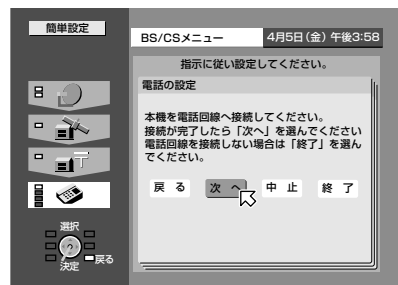 簡単設定
BS/CSメニュー
4月5日(金)午後3:58
指示に従い設定してください。
電話の設定
本機を電話回線へ接続してください。
接続が完了したら「次へ」を選んでください
電話回線を接続しない場合は「終了」を選ん
でください。
戻る 次へ 中止 終了
選択
戻る
決定